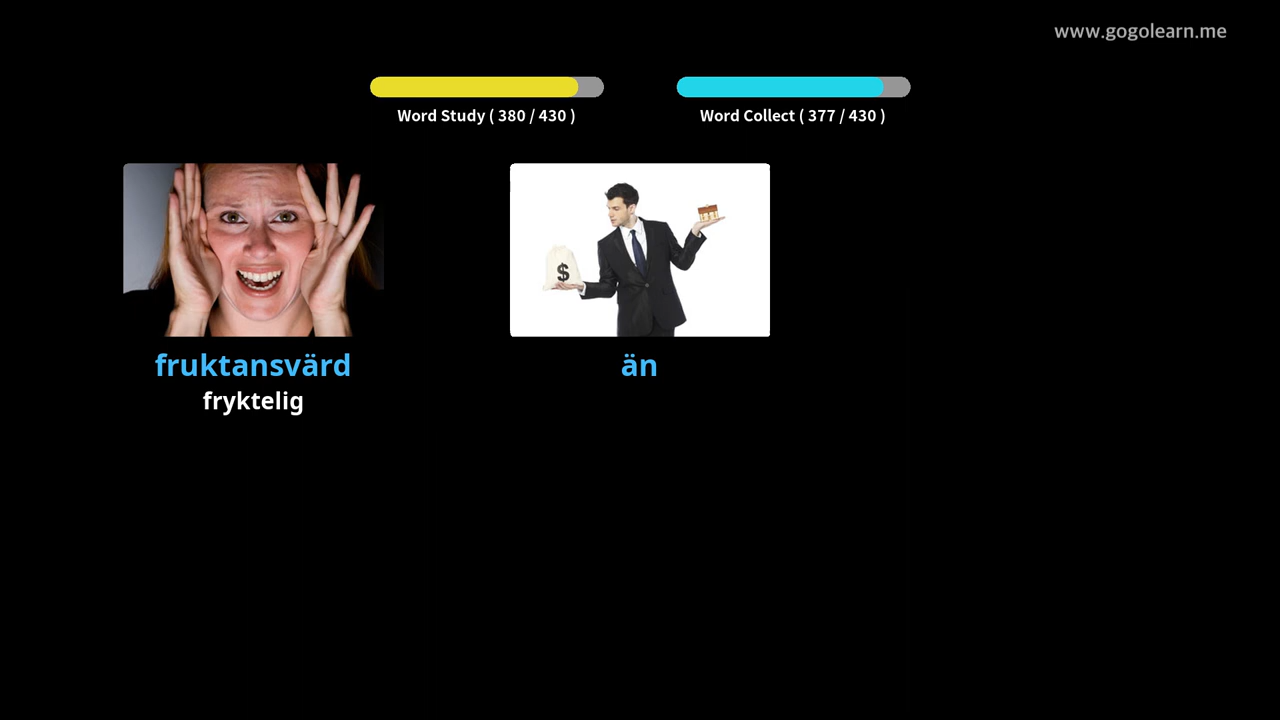 www.gogolearn.me
Word Study ( 380 / 430 )
Word Collect ( 377 / 430 )
$
fruktansvärd
än
fryktelig